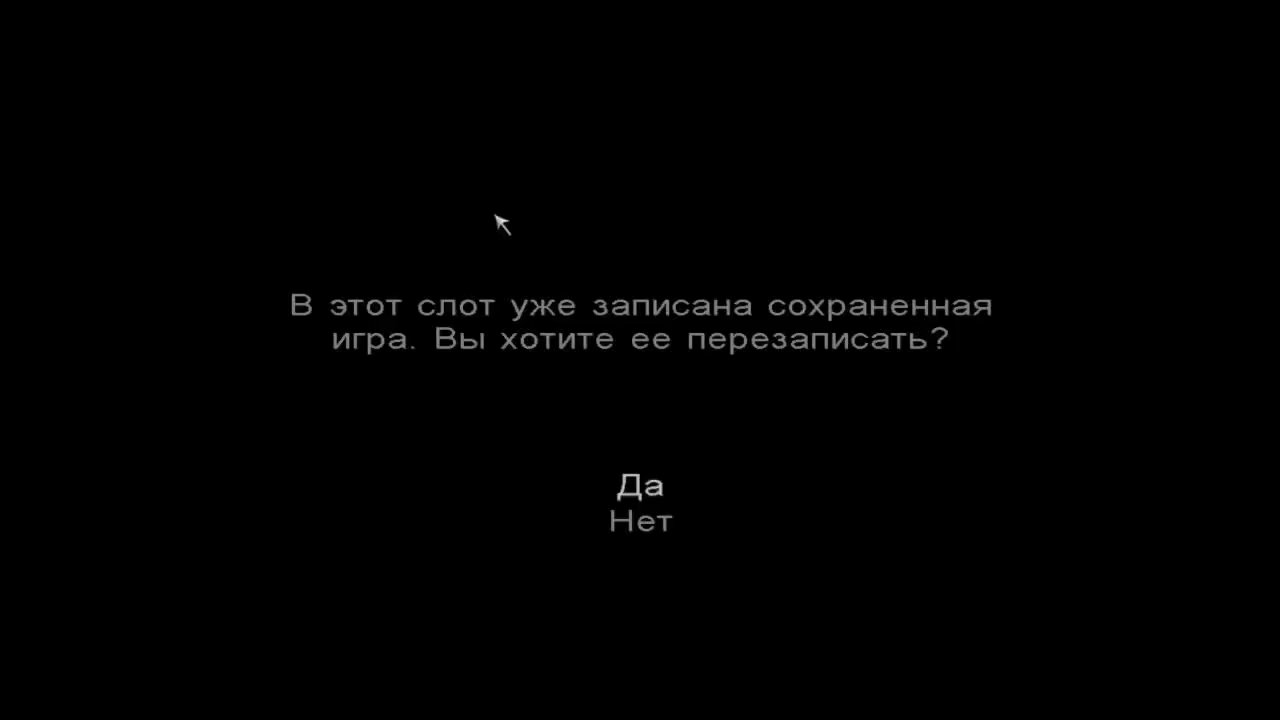 В этот слот уже записана сохраненная
игра. Вы хотите ее перезаписать?
Да
Нет